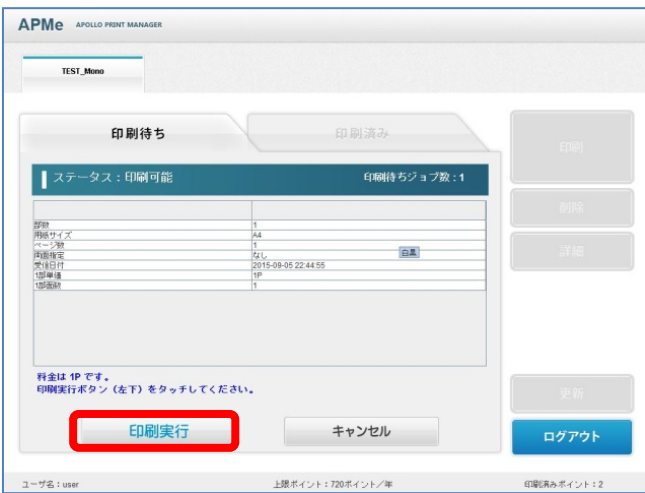 APMe APOLLO PRINT MANAGER
TEST_Mono
印刷待ち 印刷済み
印刷
ステータス：印刷可能 印刷待ちジョブ数：1
削除
部数 1
用紙サイズ A4
ページ数 1
両面指定 なし 白黒
詳細
受信日付 2015-09-05 22:44:55
1部単価 1P
1部面数 1
料金は 1P です。
印刷実行ボタン（左下）をタッチしてください。
更新
印刷実行 キャンセル
ログアウト
ユーザ名：user 上限ポイント：720ポイント／年 印刷済みポイント：2